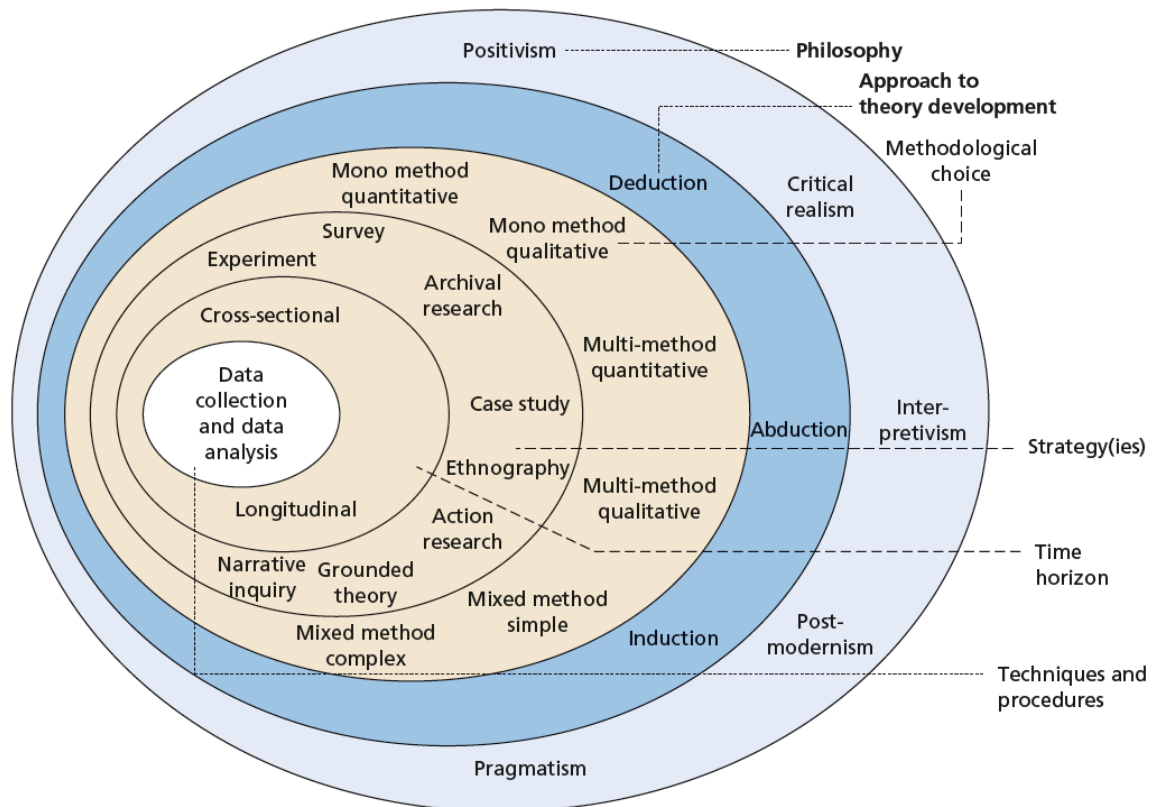 Positivism
Philosophy
Approach to
theory development
Methodological
choice
Mono method
quantitative
Deduction
Critical
realism
Survey
Mono method
qualitative
Experiment
Archival
research
Cross-sectional
Multi-method
quantitative
Data
collection
and data
analysis
Case study
Abduction
Inter-
pretivism
Strategy(ies)
Ethnography
Multi-method
qualitative
Longitudinal
Action
research
Time
horizon
Narrative
inquiry
Grounded
theory
Mixed method
simple
Mixed method
complex
Induction
Post-
modernism
Techniques and
procedures
Pragmatism